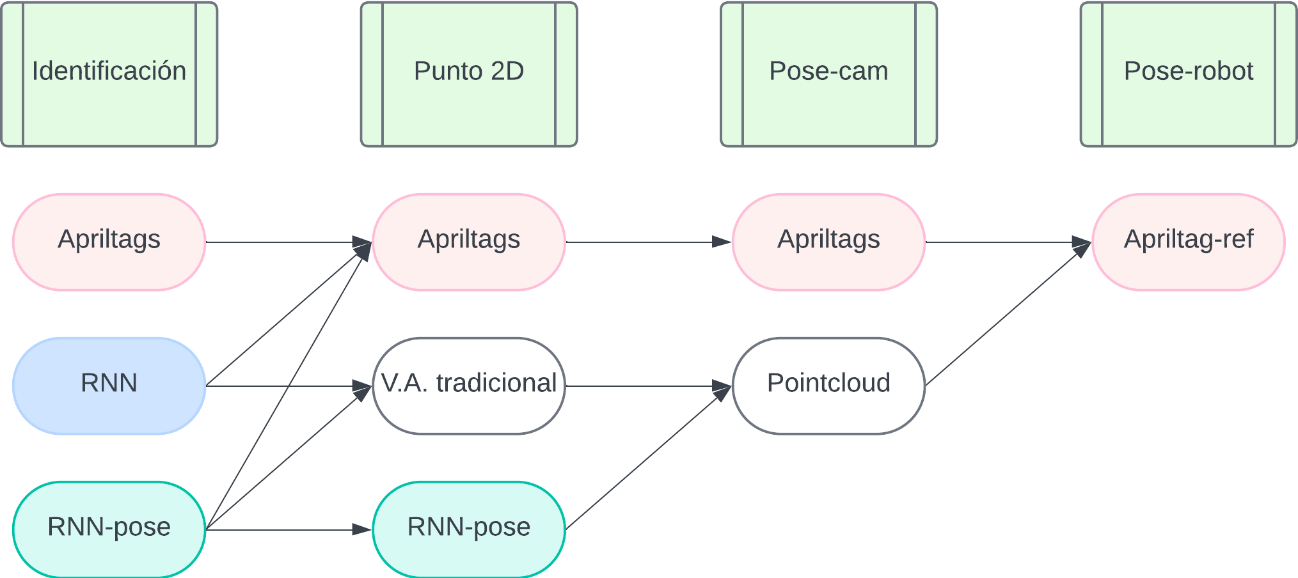 Identificación
Punto 2D
Pose-cam
Pose-robot
Apriltags
Apriltags
Apriltags
Apriltag-ref
RNN
V.A. tradicional
Pointcloud
RNN-pose
RNN-pose